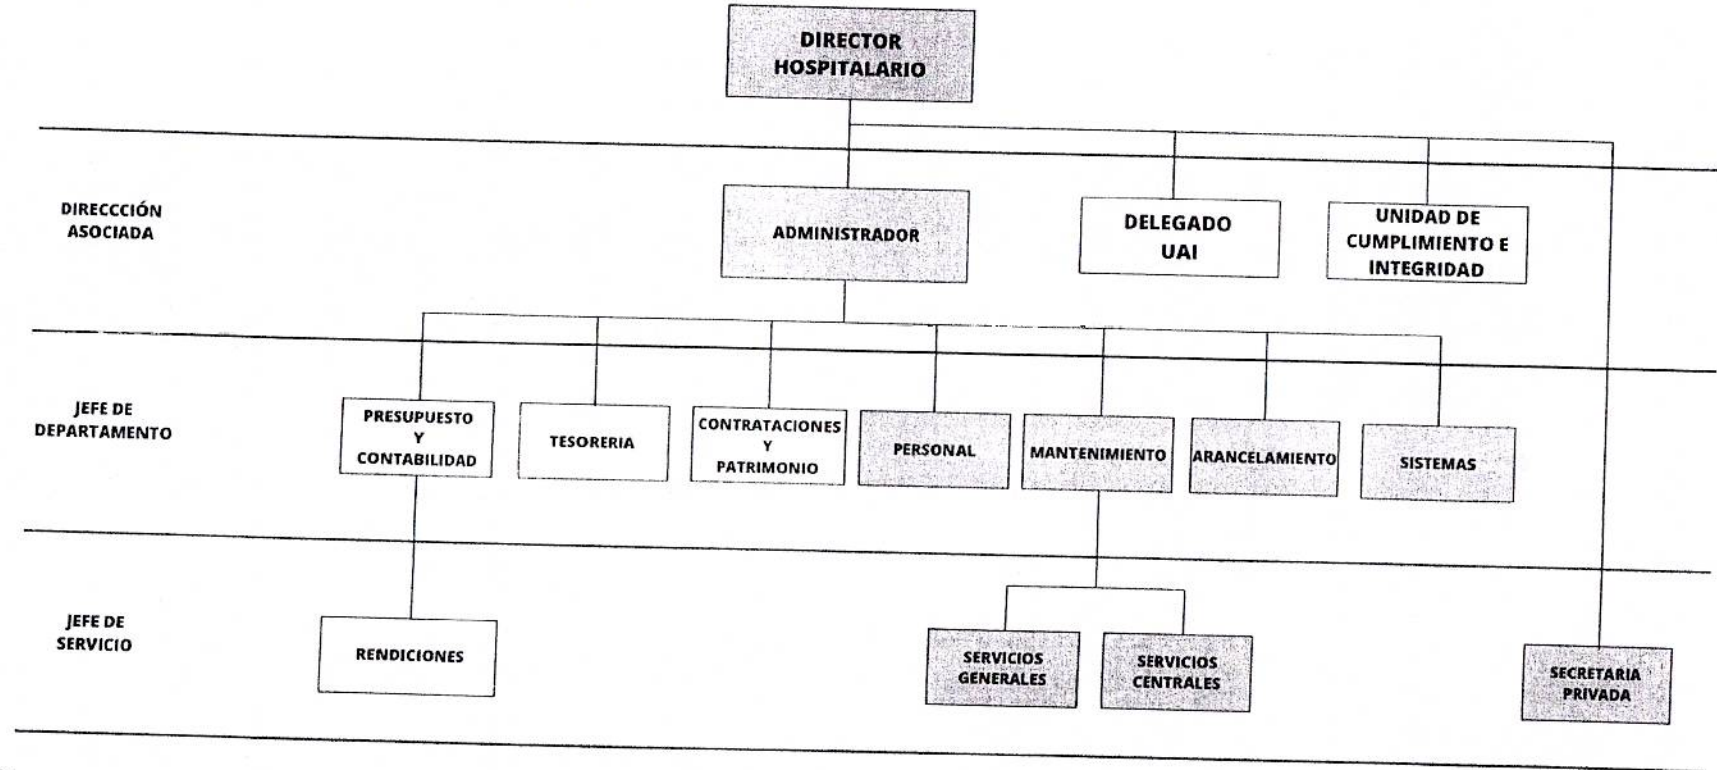 DIRECTOR
HOSPITALARIO
DIRECCCIÓN
ASOCIADA
ADMINISTRADOR
DELEGADO
UAI
UNIDAD DE
CUMPLIMIENTO E
INTEGRIDAD
JEFE DE
DEPARTAMENTO
PRESUPUESTO
Y
CONTABILIDAD
TESORERIA
CONTRATACIONES
Y
PATRIMONIO
PERSONAL
MANTENIMIENTO
ARANCELAMIENTO
SISTEMAS
JEFE DE
SERVICIO
RENDICIONES
SERVICIOS
GENERALES
SERVICIOS
CENTRALES
SECRETARIA
PRIVADA